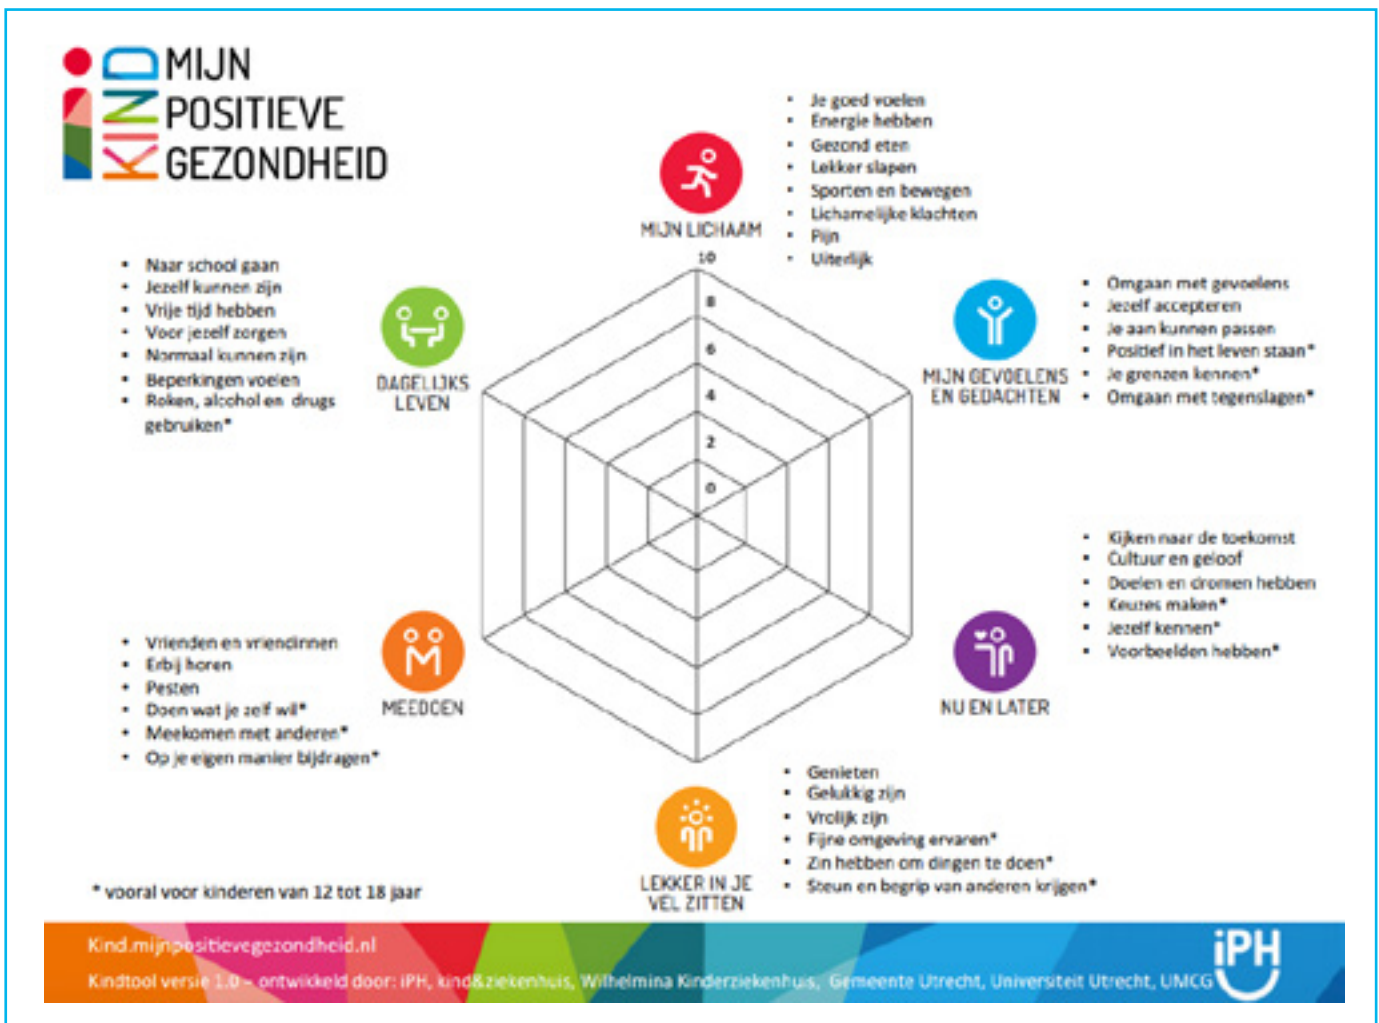 KIND
MIJN
POSITIEVE
GEZONDHEID
MIJN LICHAAM
• Je goed voelen
• Energie hebben
• Gezond eten
• Lekker slapen
• Sporten en bewegen
• Lichamelijke klachten
• Pijn
• Uiterlijk
• Naar school gaan
• Jezelf kunnen zijn
• Vrije tijd hebben
• Voor jezelf zorgen
• Normaal kunnen zijn
• Beperkingen voelen
• Roken, alcohol en drugs
gebruiken*
DAGELIJKS
LEVEN
10
8
6
4
2
0
MIJN GEVOELENS
EN GEDACHTEN
• Omgaan met gevoelens
• Jezelf accepteren
• Je aan kunnen passen
• Positief in het leven staan*
• Je grenzen kennen*
• Omgaan met tegenslagen*
• Vrienden en vriendinnen
• Erbij horen
• Pesten
• Doen wat je zelf wil*
• Meekomen met anderen*
• Op je eigen manier bijdragen*
MEEDOEN
NU EN LATER
• Kijken naar de toekomst
• Cultuur en geloof
• Doelen en dromen hebben
• Keuzes maken*
• Jezelf kennen*
• Voorbeelden hebben*
LEKKER IN JE
VEL ZITTEN
• Genieten
• Gelukkig zijn
• Vrolijk zijn
• Fijne omgeving ervaren*
• Zin hebben om dingen te doen*
• Steun en begrip van anderen krijgen*
* vooral voor kinderen van 12 tot 18 jaar
Kind.mijnpositievegezondheid.nl
Kindtool versie 1.0 – ontwikkeld door: iPH, kind&ziekenhuis, Wilhelmina Kinderziekenhuis, Gemeente Utrecht, Universiteit Utrecht, UMCG
iPH